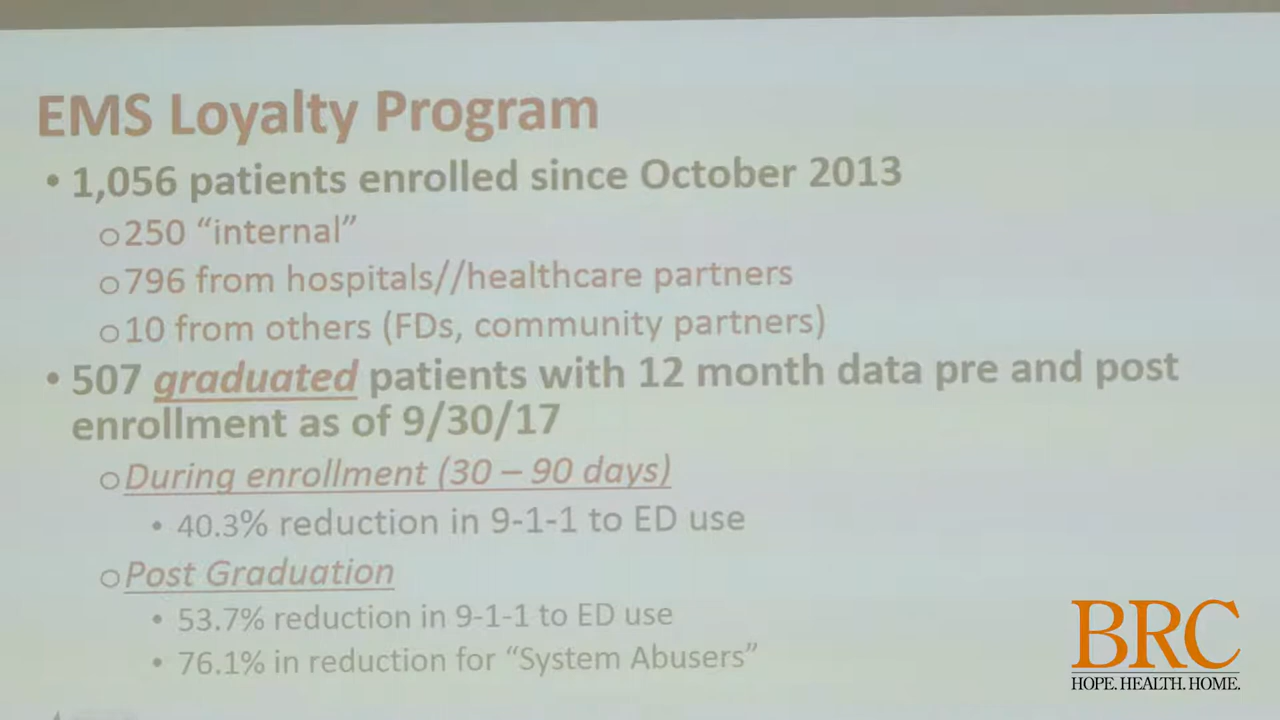 EMS Loyalty Program
• 1,056 patients enrolled since October 2013
o 250 “internal”
o 796 from hospitals//healthcare partners
o 10 from others (FDs, community partners)
• 507 graduated patients with 12 month data pre and post
enrollment as of 9/30/17
o During enrollment (30 – 90 days)
• 40.3% reduction in 9-1-1 to ED use
o Post Graduation
• 53.7% reduction in 9-1-1 to ED use
• 76.1% in reduction for “System Abusers”
BRC
HOPE. HEALTH. HOME.